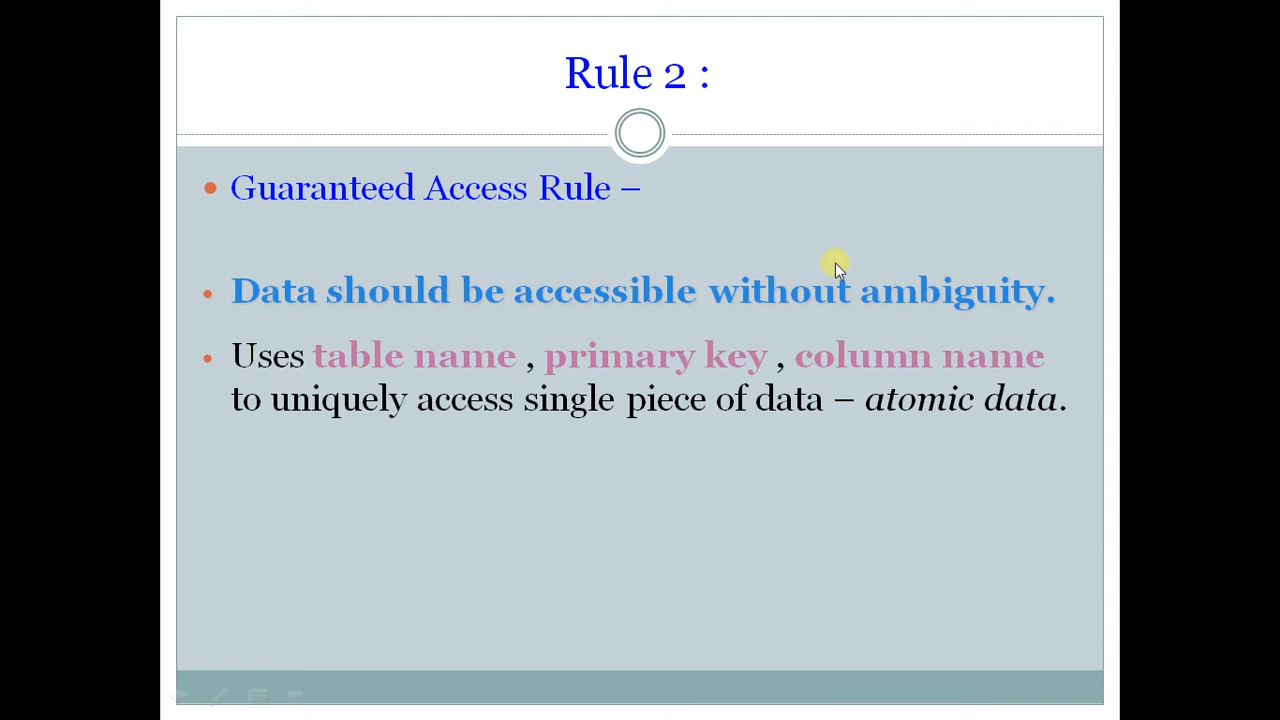 Rule 2 :
Guaranteed Access Rule –
Data should be accessible without ambiguity.
Uses table name , primary key , column name
to uniquely access single piece of data – atomic data.